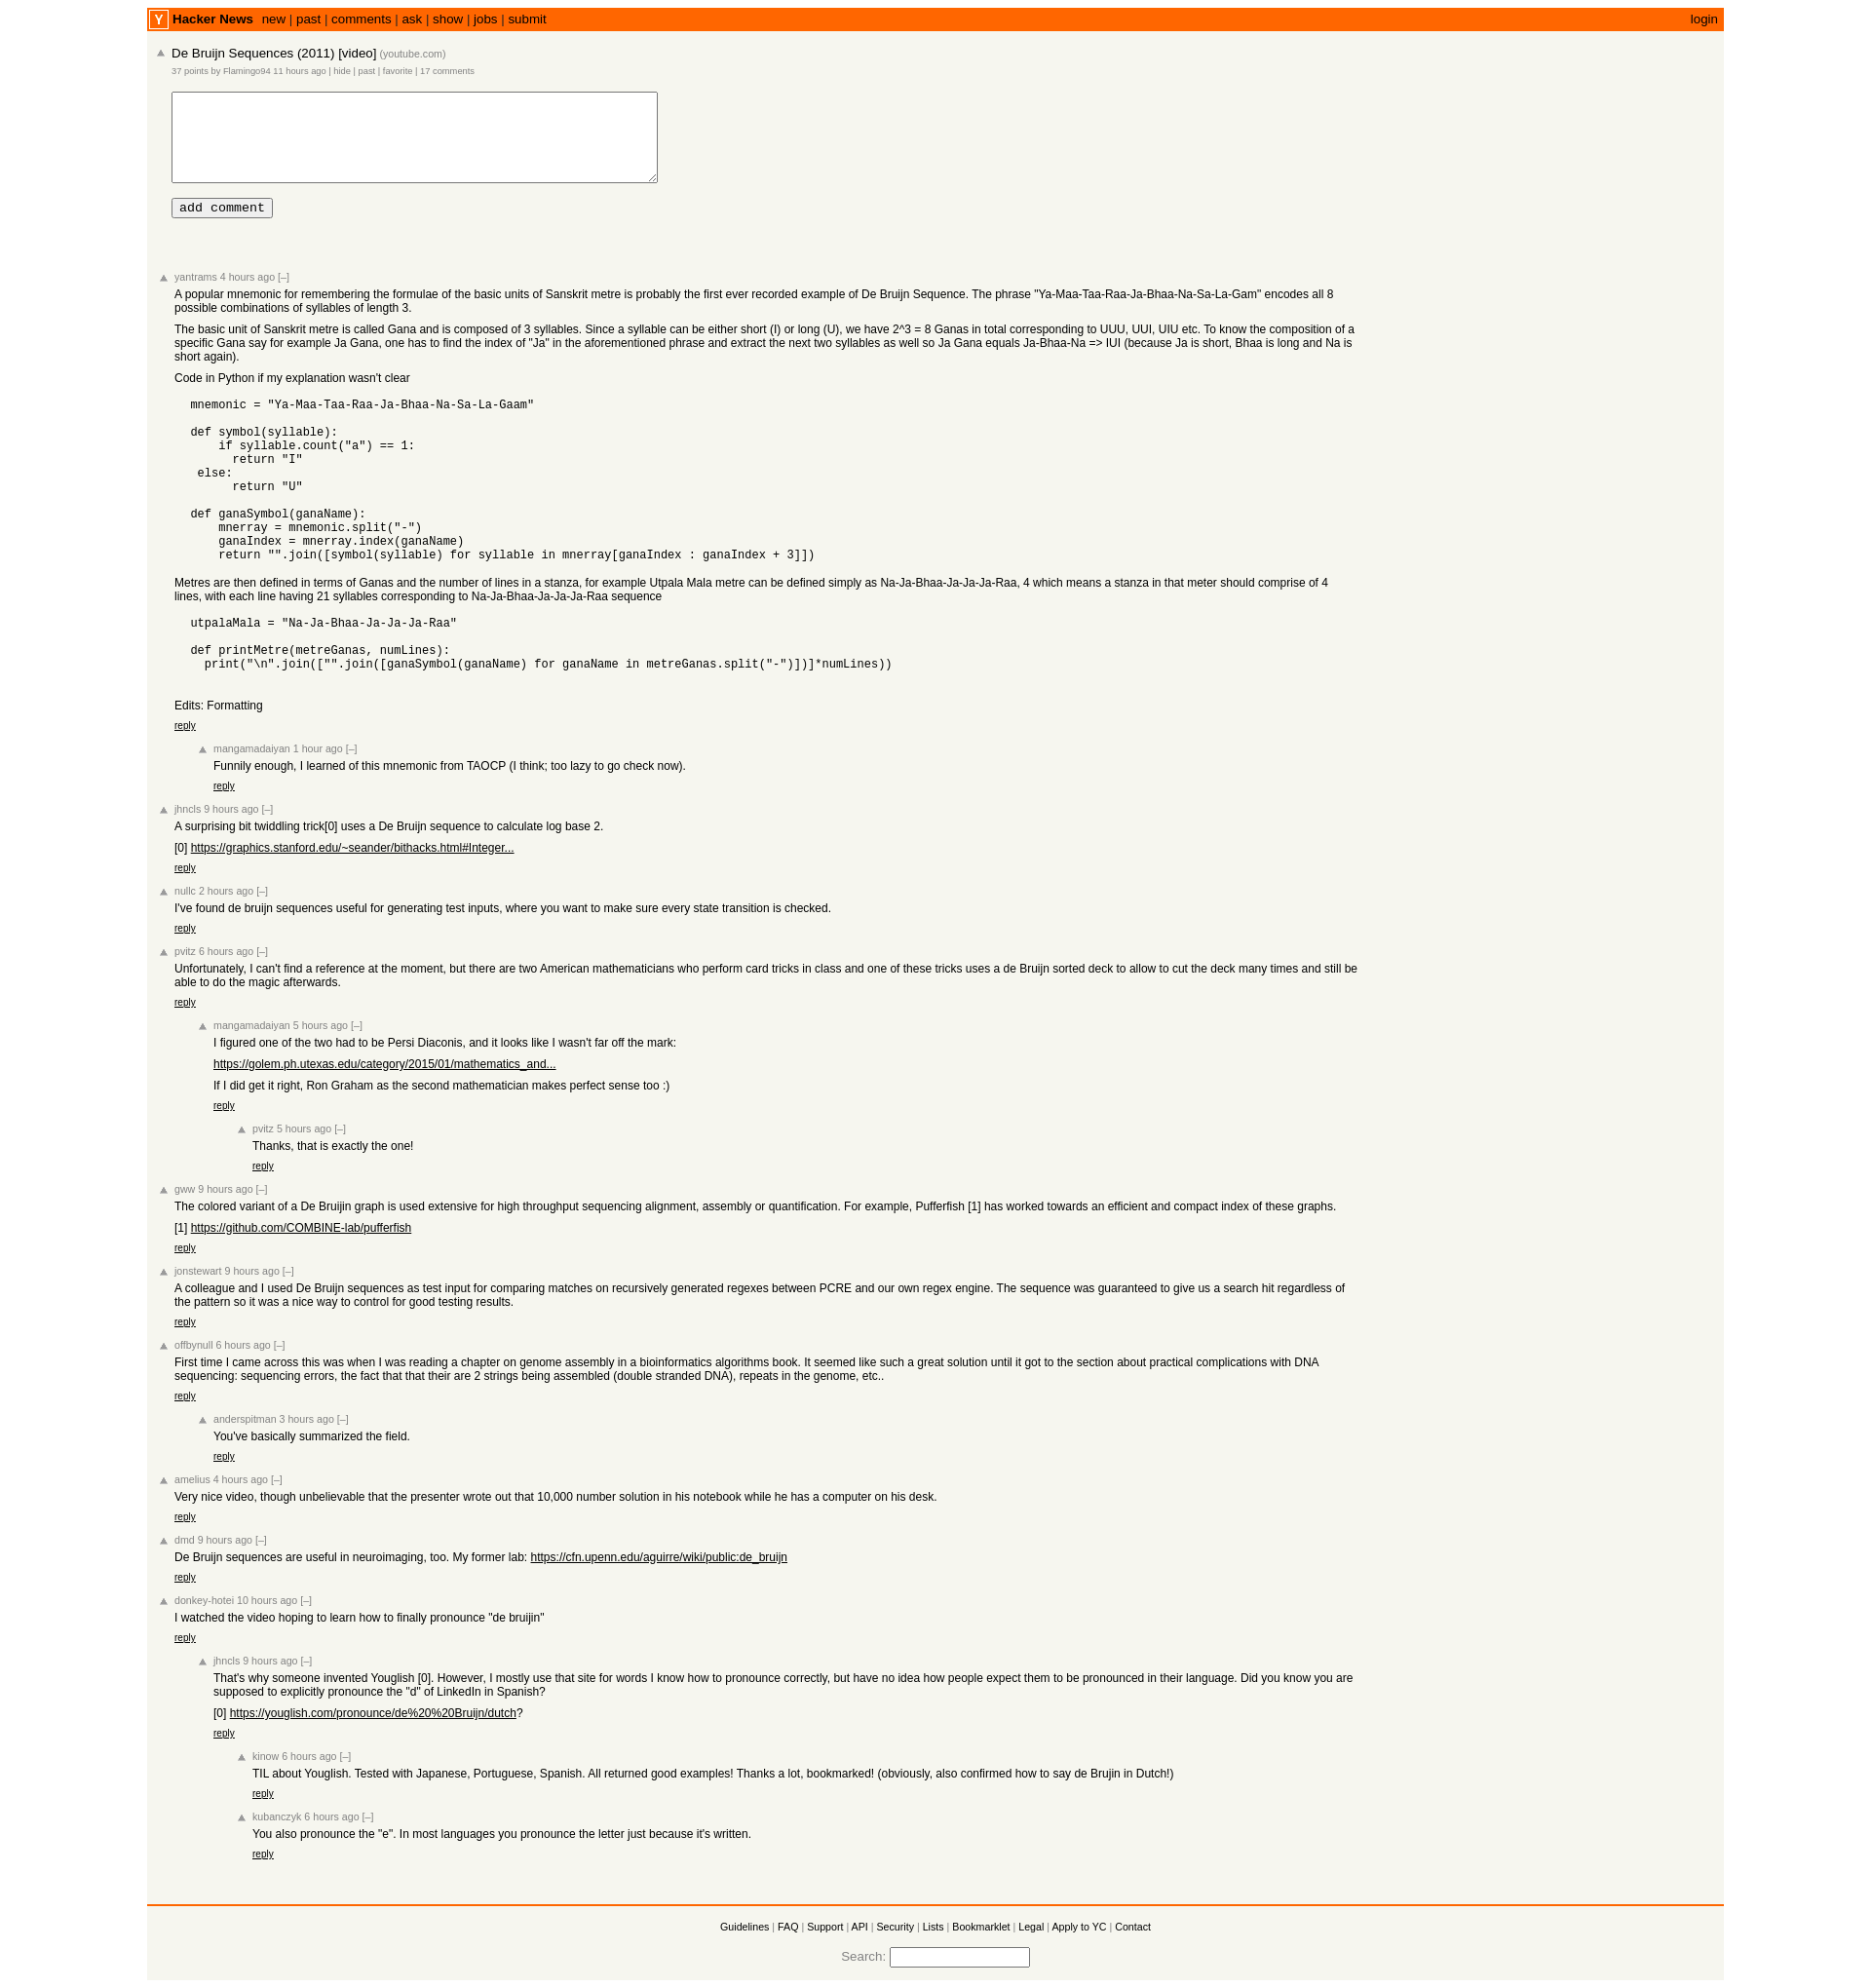 Y Hacker News new | past | comments | ask | show | jobs | submit login
De Bruijn Sequences (2011) [video] (youtube.com)
37 points by Flamingo94 11 hours ago | hide | past | favorite | 17 comments
add comment
yantrams 4 hours ago [–]
A popular mnemonic for remembering the formulae of the basic units of Sanskrit metre is probably the first ever recorded example of De Bruijn Sequence. The phrase "Ya-Maa-Taa-Raa-Ja-Bhaa-Na-Sa-La-Gam" encodes all 8
possible combinations of syllables of length 3.
The basic unit of Sanskrit metre is called Gana and is composed of 3 syllables. Since a syllable can be either short (I) or long (U), we have 2^3 = 8 Ganas in total corresponding to UUU, UUI, UIU etc. To know the composition of a
specific Gana say for example Ja Gana, one has to find the index of "Ja" in the aforementioned phrase and extract the next two syllables as well so Ja Gana equals Ja-Bhaa-Na => IUI (because Ja is short, Bhaa is long and Na is
short again).
Code in Python if my explanation wasn't clear
mnemonic = "Ya-Maa-Taa-Raa-Ja-Bhaa-Na-Sa-La-Gaam"
def symbol(syllable):
if syllable.count("a") == 1:
return "I"
else:
return "U"
def ganaSymbol(ganaName):
mnerray = mnemonic.split("-")
ganaIndex = mnerray.index(ganaName)
return "".join([symbol(syllable) for syllable in mnerray[ganaIndex : ganaIndex + 3]])
Metres are then defined in terms of Ganas and the number of lines in a stanza, for example Utpala Mala metre can be defined simply as Na-Ja-Bhaa-Ja-Ja-Ja-Raa, 4 which means a stanza in that meter should comprise of 4
lines, with each line having 21 syllables corresponding to Na-Ja-Bhaa-Ja-Ja-Ja-Raa sequence
utpalaMala = "Na-Ja-Bhaa-Ja-Ja-Ja-Raa"
def printMetre(metreGanas, numLines):
print("\n".join(["".join([ganaSymbol(ganaName) for ganaName in metreGanas.split("-")])]*numLines))
Edits: Formatting
reply
mangamadaiyan 1 hour ago [–]
Funnily enough, I learned of this mnemonic from TAOCP (I think; too lazy to go check now).
reply
jhncls 9 hours ago [–]
A surprising bit twiddling trick[0] uses a De Bruijn sequence to calculate log base 2.
[0] https://graphics.stanford.edu/~seander/bithacks.html#Integer...
reply
nullc 2 hours ago [–]
I've found de bruijn sequences useful for generating test inputs, where you want to make sure every state transition is checked.
reply
pvitz 6 hours ago [–]
Unfortunately, I can't find a reference at the moment, but there are two American mathematicians who perform card tricks in class and one of these tricks uses a de Bruijn sorted deck to allow to cut the deck many times and still be
able to do the magic afterwards.
reply
mangamadaiyan 5 hours ago [–]
I figured one of the two had to be Persi Diaconis, and it looks like I wasn't far off the mark:
https://golem.ph.utexas.edu/category/2015/01/mathematics_and...
If I did get it right, Ron Graham as the second mathematician makes perfect sense too :)
reply
pvitz 5 hours ago [–]
Thanks, that is exactly the one!
reply
gww 9 hours ago [–]
The colored variant of a De Bruijin graph is used extensive for high throughput sequencing alignment, assembly or quantification. For example, Pufferfish [1] has worked towards an efficient and compact index of these graphs.
[1] https://github.com/COMBINE-lab/pufferfish
reply
jonstewart 9 hours ago [–]
A colleague and I used De Bruijn sequences as test input for comparing matches on recursively generated regexes between PCRE and our own regex engine. The sequence was guaranteed to give us a search hit regardless of
the pattern so it was a nice way to control for good testing results.
reply
offbynull 6 hours ago [–]
First time I came across this was when I was reading a chapter on genome assembly in a bioinformatics algorithms book. It seemed like such a great solution until it got to the section about practical complications with DNA
sequencing: sequencing errors, the fact that that their are 2 strings being assembled (double stranded DNA), repeats in the genome, etc..
reply
anderspitman 3 hours ago [–]
You've basically summarized the field.
reply
amelius 4 hours ago [–]
Very nice video, though unbelievable that the presenter wrote out that 10,000 number solution in his notebook while he has a computer on his desk.
reply
dmd 9 hours ago [–]
De Bruijn sequences are useful in neuroimaging, too. My former lab: https://cfn.upenn.edu/aguirre/wiki/public:de_bruijn
reply
donkey-hotei 10 hours ago [–]
I watched the video hoping to learn how to finally pronounce "de bruijin"
reply
jhncls 9 hours ago [–]
That's why someone invented Youglish [0]. However, I mostly use that site for words I know how to pronounce correctly, but have no idea how people expect them to be pronounced in their language. Did you know you are
supposed to explicitly pronounce the "d" of LinkedIn in Spanish?
[0] https://youglish.com/pronounce/de%20%20Bruijn/dutch?
reply
kinow 6 hours ago [–]
TIL about Youglish. Tested with Japanese, Portuguese, Spanish. All returned good examples! Thanks a lot, bookmarked! (obviously, also confirmed how to say de Brujin in Dutch!)
reply
kubanczyk 6 hours ago [–]
You also pronounce the "e". In most languages you pronounce the letter just because it's written.
reply
Guidelines | FAQ | Support | API | Security | Lists | Bookmarklet | Legal | Apply to YC | Contact
Search: